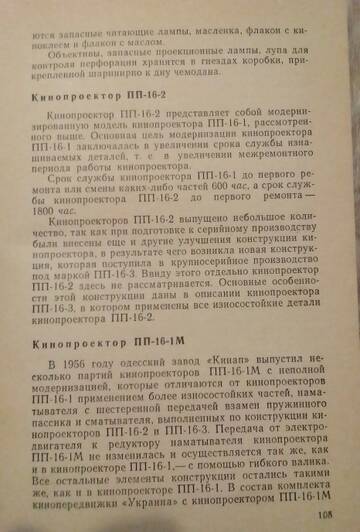 ются запасные читающие лампы, масленка, флакон с ки-
ноклеем и флакон с маслом.
Объективы, запасные проекционные лампы, лупа для
контроля перфорации хранятся в гнездах коробки, при-
крепленной шарнирно к дну чемодана.
Кинопроектор ПП-16-2
Кинопроектор ПП-16-2 представляет собой модерни-
зированную модель кинопроектора ПП-16-1, рассмотрен-
ного выше. Основная цель модернизации кинопроектора
ПП-16-1 заключалась в увеличении срока службы изна-
шиваемых деталей, т. е в увеличении межремонтного
периода работы кинопроектора.
Срок службы кинопроектора ПП-16-1 до первого ре-
монта или смены каких-либо частей 600 час, а срок служ-
бы кинопроектора ПП-16-2 до первого ремонта —
1800 час.
Кинопроекторов ПП-16-2 выпущено небольшое коли-
чество, так как при подготовке к серийному производству
были внесены еще и другие улучшения конструкции ки-
нопроектора, в результате чего возникла новая конструк-
ция, которая поступила в крупносерийное производство
под маркой ПП-16-3. Ввиду этого отдельно кинопроектор
ПП-16-2 здесь не рассматривается. Основные особенно-
сти этой конструкции даны в описании кинопроектора
ПП-16-3, в котором применены все износостойкие детали
кинопроектора ПП-16-2.
Кинопроектор ПП-16-1М
В 1956 году одесский завод «Кинап» выпустил не-
сколько партий кинопроекторов ПП-16-1М с неполной
модернизацией, которые отличаются от кинопроекторов
ПП-16-1 применением более износостойких частей, нама-
тывателя с шестеренной передачей взамен пружинного
пассика и сматывателя, выполненных по конструкции ки-
нопроекторов ПП-16-2 и ПП-16-3. Передача от электро-
двигателя к редуктору наматывателя кинопроектора
ПП-16-1М не изменилась и осуществляется так же, как
и в кинопроекторе ПП-16-1,— с помощью гибкого валика.
Все остальные элементы конструкции остались такими
же, как и в кинопроекторе ПП-16-1. В состав комплекта
кинопередвижки «Украина» с кинопроектором ПП-16-1М
105